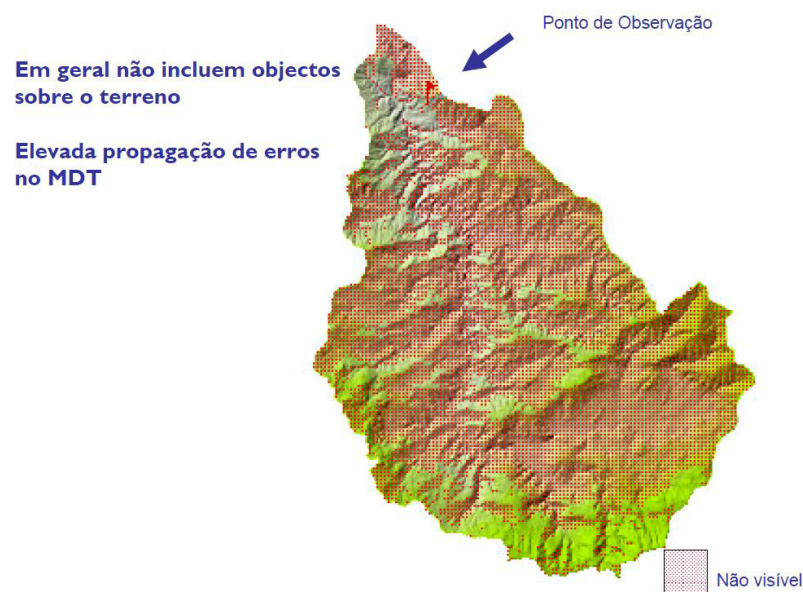 Ponto de Observação
Em geral não incluem objectos
sobre o terreno
Elevada propagação de erros
no MDT
Não visível